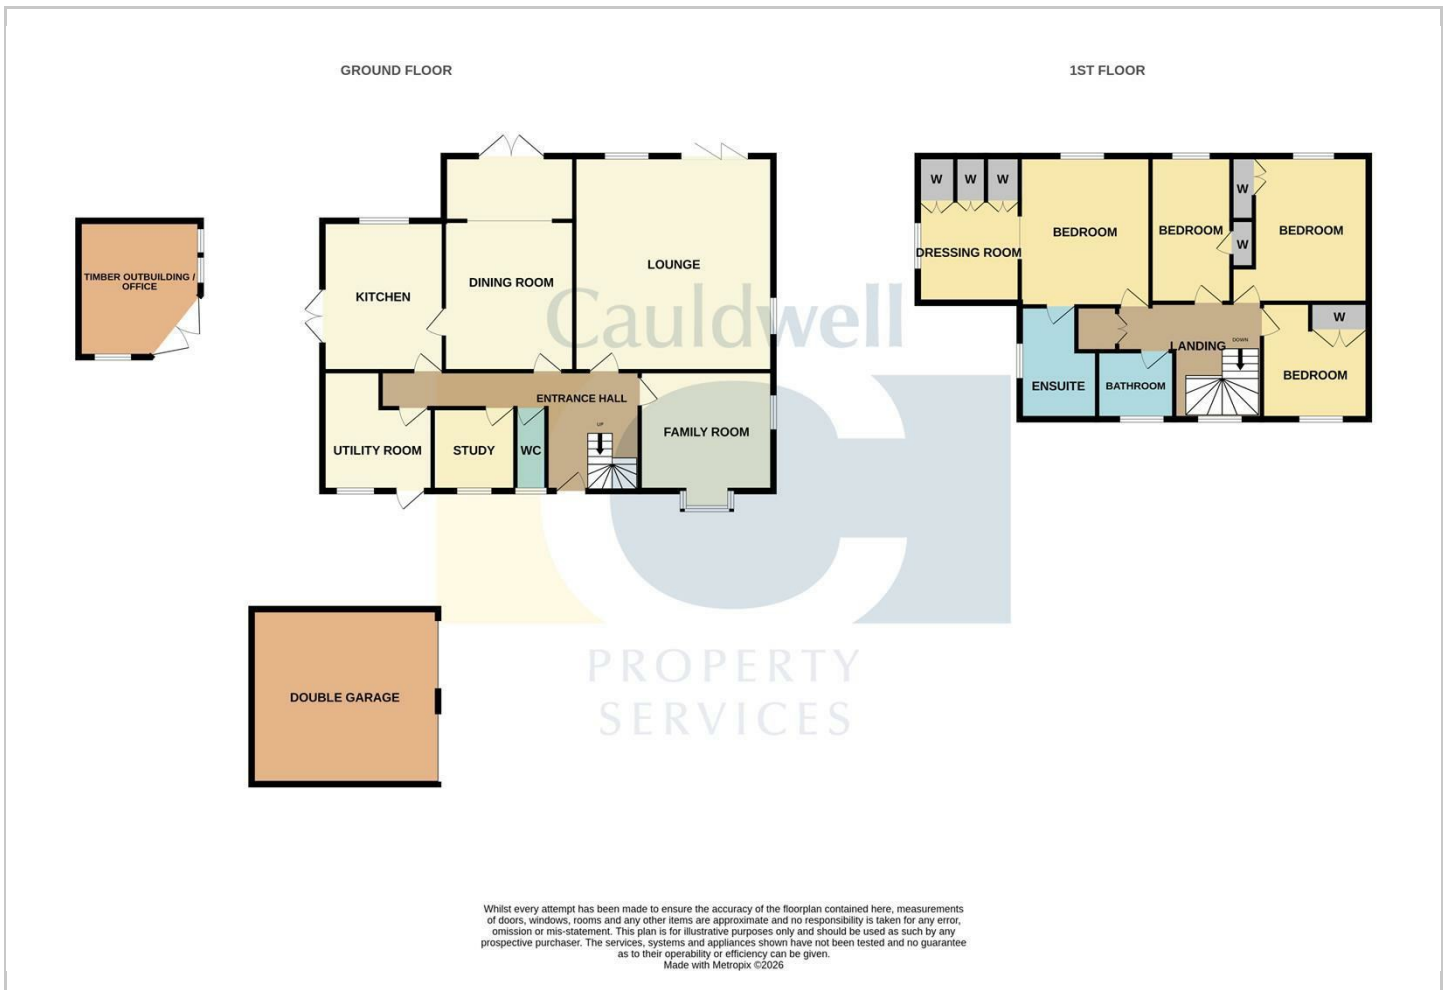 GROUND FLOOR
1ST FLOOR
TIMBER OUTBUILDING /
OFFICE
KITCHEN
DINING ROOM
LOUNGE
ENTRANCE HALL
UP
UTILITY ROOM
STUDY
WC
FAMILY ROOM
DOUBLE GARAGE
W
W
W
DRESSING ROOM
BEDROOM
BEDROOM
W
W
BEDROOM
W
BEDROOM
LANDING
DOWN
ENSUITE
BATHROOM
Cauldwell
PROPERTY
SERVICES
Whilst every attempt has been made to ensure the accuracy of the floorplan contained here, measurements
of doors, windows, rooms and any other items are approximate and no responsibility is taken for any error,
omission or mis-statement. This plan is for illustrative purposes only and should be used as such by any
prospective purchaser. The services, systems and appliances shown have not been tested and no guarantee
as to their operability or efficiency can be given.
Made with Metropix ©2026